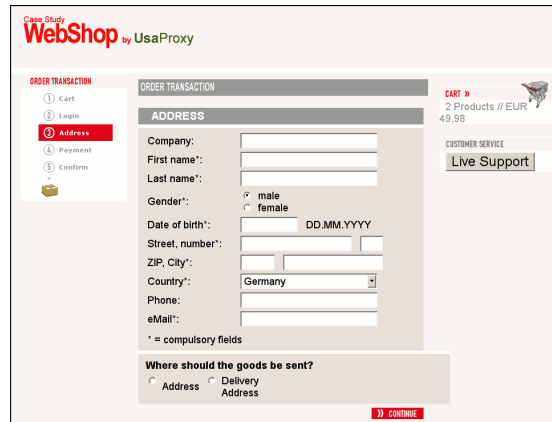 Case Study
WebShop by UsaProxy
ORDER TRANSACTION
1 Cart
2 Login
3 Address
4 Payment
5 Confirm
ORDER TRANSACTION
ADDRESS
Company:
First name*:
Last name*:
Gender*: male
female
Date of birth*: DD.MM.YYYY
Street, number*:
ZIP, City*:
Country*: Germany
Phone:
eMail*:
* = compulsory fields
Where should the goods be sent?
Address Delivery
Address
CONTINUE
CART »
2 Products // EUR
49,98
CUSTOMER SERVICE
Live Support